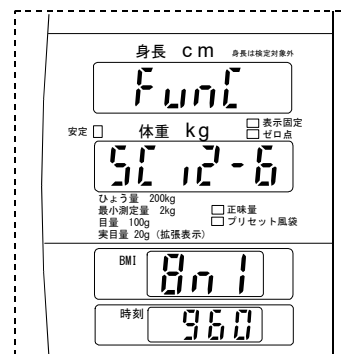 身長 cm 身長は検定対象外
FunC
安定 体重 kg 表示固定
ゼロ点
SCi2-6
ひょう量 200kg
最小測定量 2kg
目量 100g
実目量 20g (拡張表示)
正味量
プリセット風袋
BMI 8n1
時刻 960